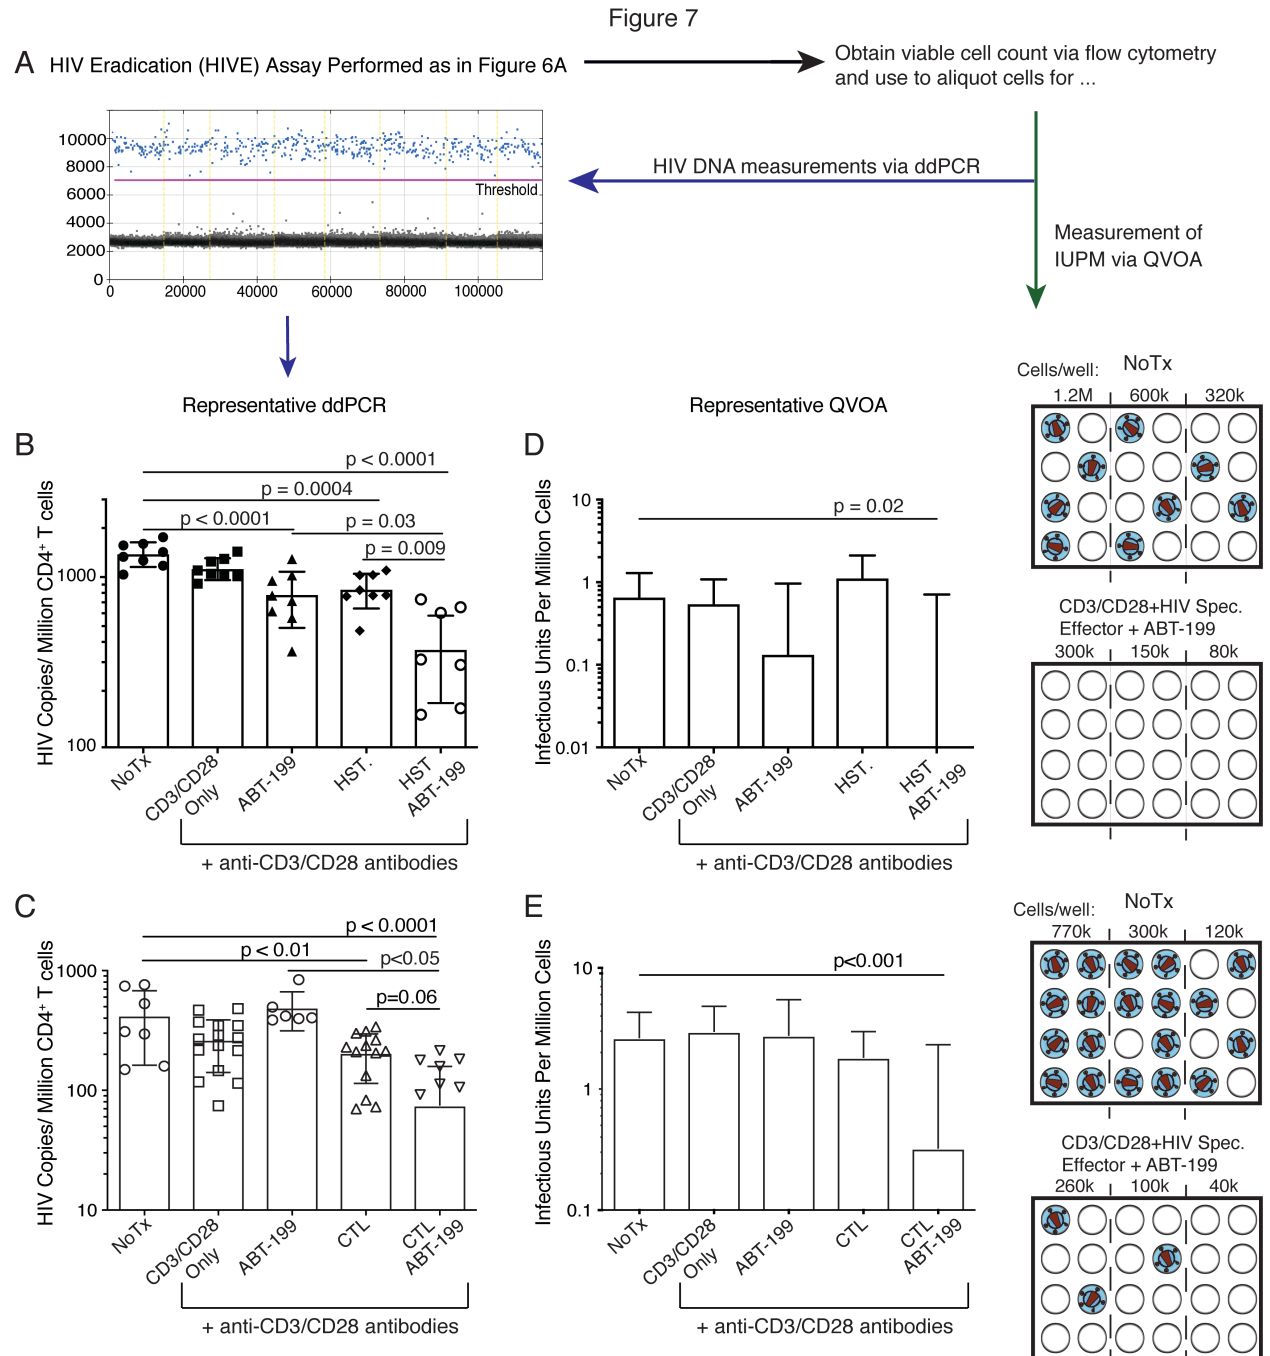 Figure 7
A HIV Eradication (HIVE) Assay Performed as in Figure 6A
Obtain viable cell count via flow cytometry
and use to aliquot cells for ...
10000
8000
6000
4000
2000
0
Threshold
0 20000 40000 60000 80000 100000
HIV DNA measurements via ddPCR
Measurement of
IUPM via QVOA
Representative ddPCR
Representative QVOA
B
p < 0.0001
p = 0.0004
p < 0.0001
p = 0.03
p = 0.009
HIV Copies/ Million CD4+ T cells
1000
100
NoTx
CD3/CD28
Only
ABT-199
HST.
HST
ABT-199
+ anti-CD3/CD28 antibodies
D
p = 0.02
Infectious Units Per Million Cells
10
1
0.1
0.01
NoTx
CD3/CD28
Only
ABT-199
HST.
HST
ABT-199
+ anti-CD3/CD28 antibodies
Cells/well: NoTx
1.2M 600k 320k
CD3/CD28+HIV Spec.
Effector + ABT-199
300k 150k 80k
C
p < 0.0001
p < 0.01
p<0.05
p=0.06
HIV Copies/ Million CD4+ T cells
1000
100
10
NoTx
CD3/CD28
Only
ABT-199
CTL
CTL
ABT-199
+ anti-CD3/CD28 antibodies
E
p<0.001
Infectious Units Per Million Cells
10
1
0.1
NoTx
CD3/CD28
Only
ABT-199
CTL
CTL
ABT-199
+ anti-CD3/CD28 antibodies
Cells/well: NoTx
770k 300k 120k
CD3/CD28+HIV Spec.
Effector + ABT-199
260k 100k 40k